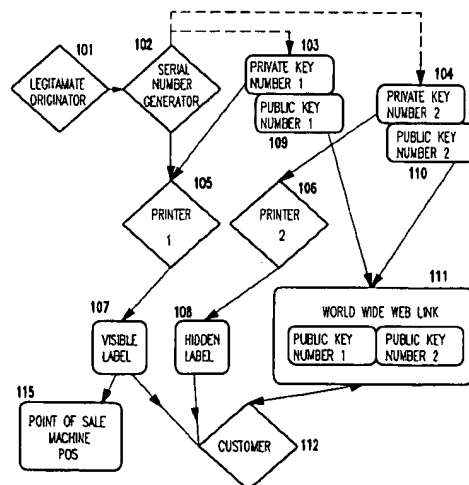 101
LEGITAMATE
ORIGINATOR
102
SERIAL
NUMBER
GENERATOR
103
PRIVATE KEY
NUMBER 1
PUBLIC KEY
NUMBER 1
109
104
PRIVATE KEY
NUMBER 2
PUBLIC KEY
NUMBER 2
110
105
PRINTER
1
106
PRINTER
2
107
VISIBLE
LABEL
108
HIDDEN
LABEL
111
WORLD WIDE WEB LINK
PUBLIC KEY
NUMBER 1
PUBLIC KEY
NUMBER 2
115
POINT OF SALE
MACHINE
POS
CUSTOMER
112